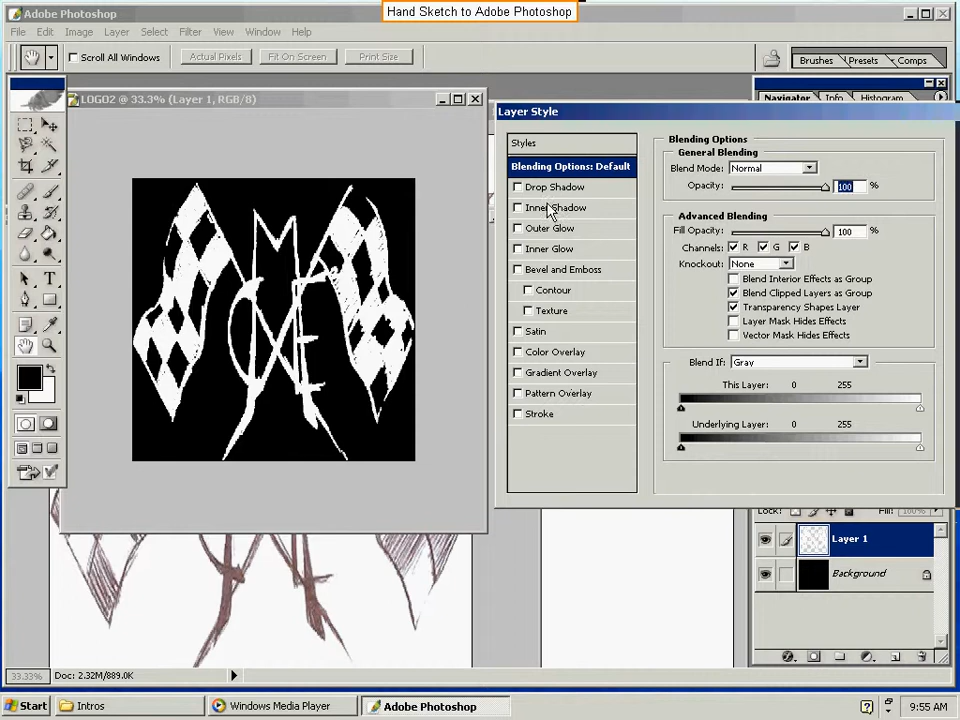 Hand Sketch to Adobe Photoshop
Adobe Photoshop
File Edit Image Layer Select Filter View Window Help
Scroll All Windows Actual Pixels Fit On Screen Print Size Brushes Presets Comps
Navigator Info Histogram
LOGO2 @ 33.3% (Layer 1, RGB/8)
Layer Style
Styles
Blending Options: Default
Drop Shadow
Inner Shadow
Outer Glow
Inner Glow
Bevel and Emboss
Contour
Texture
Satin
Color Overlay
Gradient Overlay
Pattern Overlay
Stroke
Blending Options
General Blending
Blend Mode: Normal
Opacity: 100 %
Advanced Blending
Fill Opacity: 100 %
Channels: R G B
Knockout: None
Blend Interior Effects as Group
Blend Clipped Layers as Group
Transparency Shapes Layer
Layer Mask Hides Effects
Vector Mask Hides Effects
Blend If: Gray
This Layer: 0 255
Underlying Layer: 0 255
Lock: Fill: 100%
Layer 1
Background
33.33% Doc: 2.32M/889.0K
Start Intros Windows Media Player Adobe Photoshop 9:55 AM